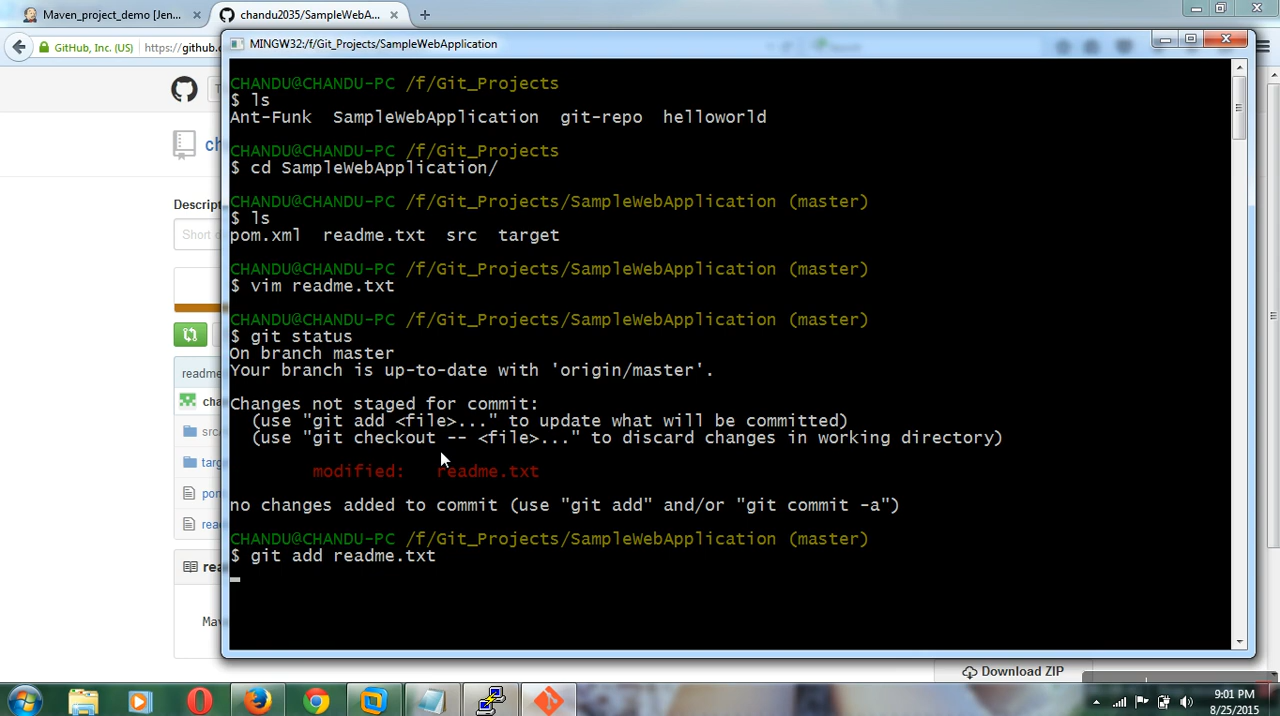 Maven_project_demo [Jen...
chandu2035/SampleWebA...
GitHub, Inc. (US)
https://github.c
Search
MINGW32:/f/Git_Projects/SampleWebApplication
ch
Descript
Short d
readme
cha
src
targ
pon
rea
rea
Mav
CHANDU@CHANDU-PC /f/Git_Projects
$ ls
Ant-Funk SampleWebApplication git-repo helloworld
CHANDU@CHANDU-PC /f/Git_Projects
$ cd SampleWebApplication/
CHANDU@CHANDU-PC /f/Git_Projects/SampleWebApplication (master)
$ ls
pom.xml readme.txt src target
CHANDU@CHANDU-PC /f/Git_Projects/SampleWebApplication (master)
$ vim readme.txt
CHANDU@CHANDU-PC /f/Git_Projects/SampleWebApplication (master)
$ git status
On branch master
Your branch is up-to-date with 'origin/master'.
Changes not staged for commit:
(use "git add <file>..." to update what will be committed)
(use "git checkout -- <file>..." to discard changes in working directory)
modified: readme.txt
no changes added to commit (use "git add" and/or "git commit -a")
CHANDU@CHANDU-PC /f/Git_Projects/SampleWebApplication (master)
$ git add readme.txt
Download ZIP
9:01 PM
8/25/2015